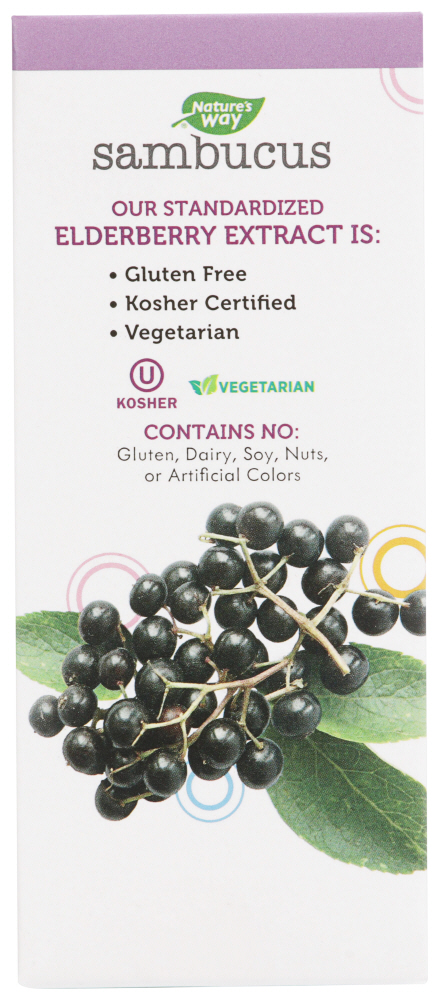 Nature's
Way
®
sambucus
OUR STANDARDIZED
ELDERBERRY EXTRACT IS:
• Gluten Free
• Kosher Certified
• Vegetarian
U
KOSHER
VEGETARIAN
CONTAINS NO:
Gluten, Dairy, Soy, Nuts,
or Artificial Colors